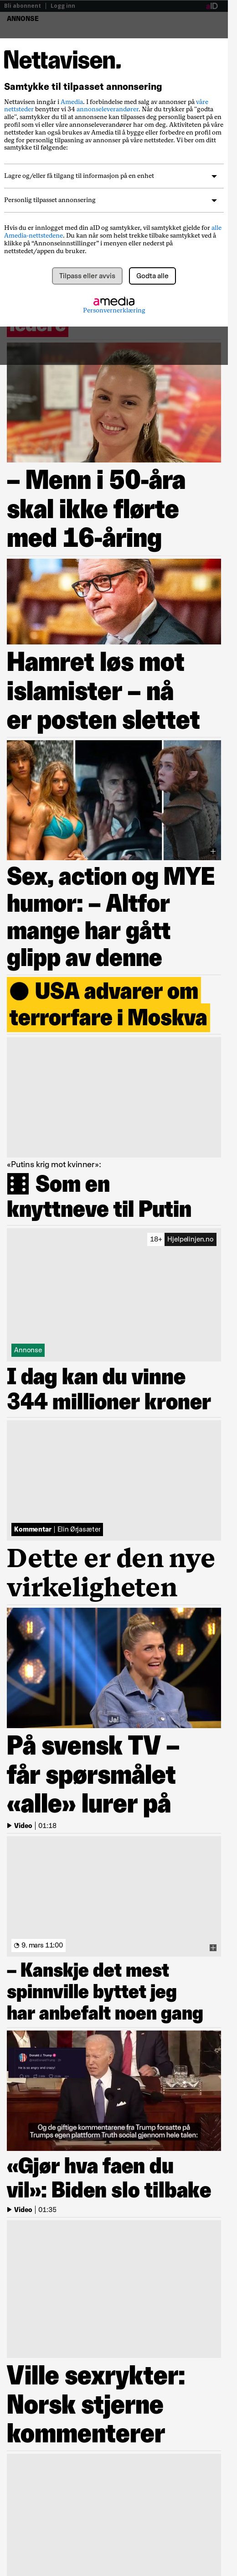 Bli abonnent | Logg inn
ANNONSE
Nettavisen.
Samtykke til tilpasset annonsering
Nettavisen inngår i Amedia. I forbindelse med salg av annonser på våre
nettsteder benytter vi 34 annonseleverandører. Når du trykker på "godta
alle", samtykker du til at annonsene kan tilpasses deg personlig basert på en
profil som vi eller våre annonseleverandører har om deg. Aktivitet på våre
nettsteder kan også brukes av Amedia til å bygge eller forbedre en profil om
deg for personlig tilpasning av annonser på våre nettsteder. Vi ber om ditt
samtykke til følgende:
Lagre og/eller få tilgang til informasjon på en enhet
Personlig tilpasset annonsering
Hvis du er innlogget med din aID og samtykker, vil samtykket gjelde for alle
Amedia-nettstedene. Du kan når som helst trekke tilbake samtykket ved å
klikke på “Annonseinnstillinger” i menyen eller nederst på
nettstedet/appen du bruker.
Tilpass eller avvis
Godta alle
amedia
Personvernerklæring
– Menn i 50-åra
skal ikke flørte
med 16-åring
Hamret løs mot
islamister – nå
er posten slettet
Sex, action og MYE
humor: – Altfor
mange har gått
glipp av denne
USA advarer om
terrorfare i Moskva
«Putins krig mot kvinner»:
Som en
knyttneve til Putin
18+ Hjelpelinjen.no
Annonse
I dag kan du vinne
344 millioner kroner
Kommentar | Elin Ørjasæter
Dette er den nye
virkeligheten
Ja!
På svensk TV –
får spørsmålet
«alle» lurer på
Video | 01:18
9. mars 11:00
– Kanskje det mest
spinnville byttet jeg
har anbefalt noen gang
Donald J. Trump
Og de giftige kommentarene fra Trump forsatte på
Trumps egen plattform Truth sosial gjennom hele talen:
«Gjør hva faen du
vil»: Biden slo tilbake
Video | 01:35
Ville sexrykter:
Norsk stjerne
kommenterer